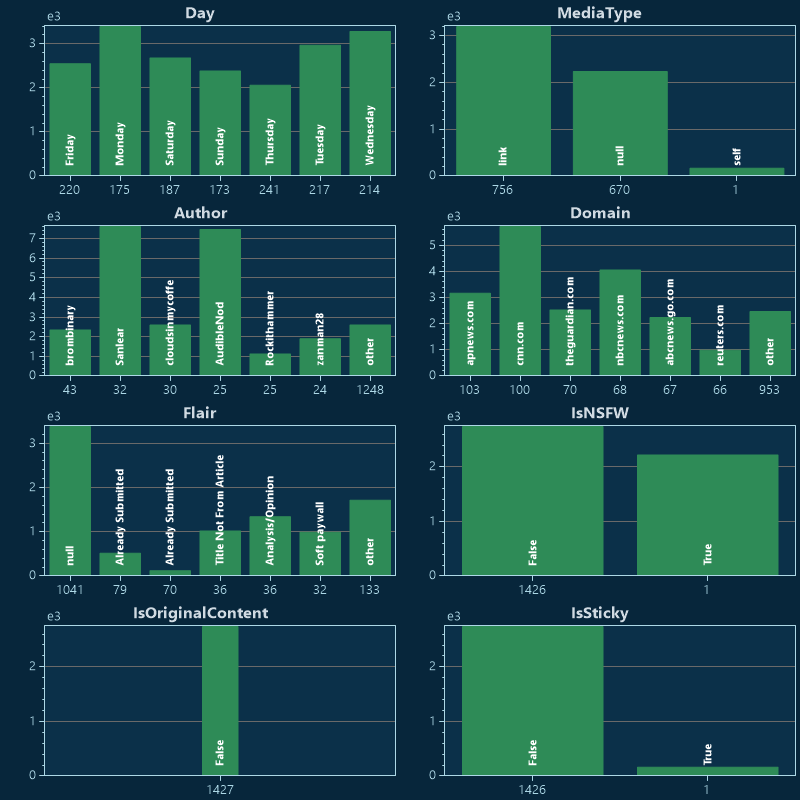 Day
e3
3
2
1
0
Friday
Monday
Saturday
Sunday
Thursday
Tuesday
Wednesday
220 175 187 173 241 217 214
MediaType
e3
3
2
1
0
link
null
self
756 670 1
Author
e3
7
6
5
4
3
2
1
0
brombinary
Sanlear
cloudsinmycoffe
AudibleNod
Rockithammer
zanman28
other
43 32 30 25 25 24 1248
Domain
e3
5
4
3
2
1
0
apnews.com
cnn.com
theguardian.com
nbcnews.com
abcnews.go.com
reuters.com
other
103 100 70 68 67 66 953
Flair
e3
3
2
1
0
null
Already Submitted
Already Submitted
Title Not From Article
Analysis/Opinion
Soft paywall
other
1041 79 70 36 36 32 133
IsNSFW
e3
2
1
0
False
True
1426 1
IsOriginalContent
e3
2
1
0
False
1427
IsSticky
e3
2
1
0
False
True
1426 1